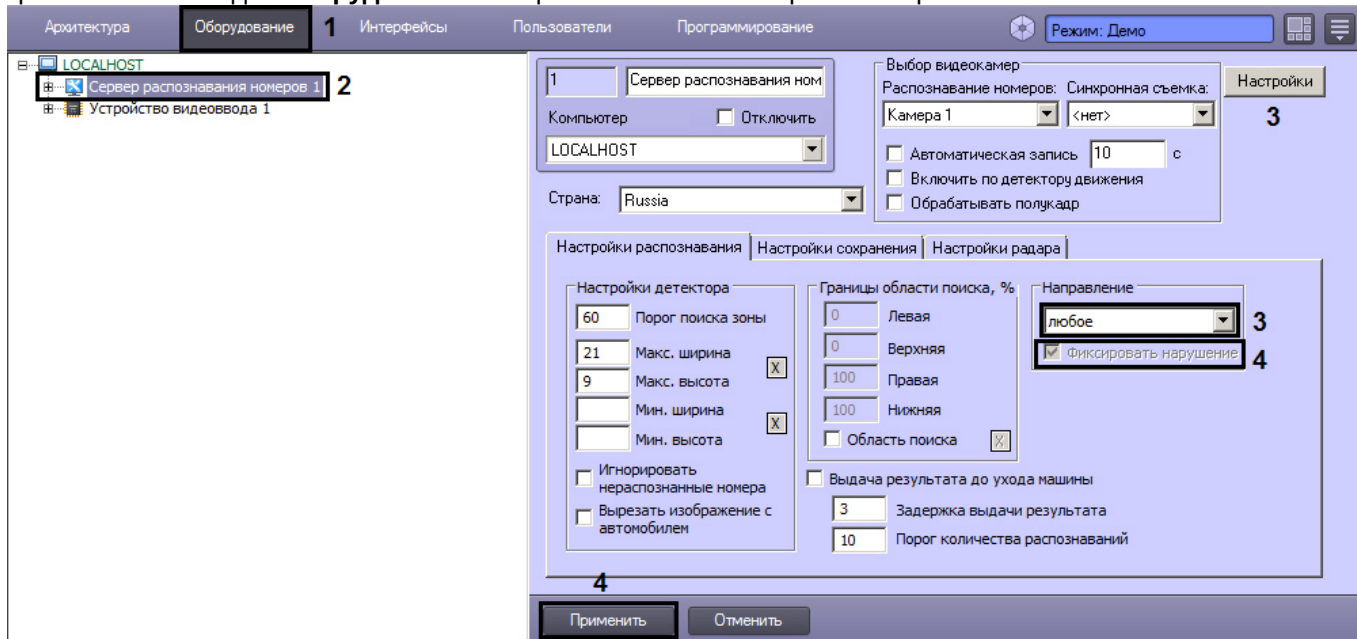 Архитектура Оборудование 1 Интерфейсы Пользователи Программирование Режим: Демо
LOCALHOST
Сервер распознавания номеров 1 2
Устройство видеоввода 1
1 Сервер распознавания ном
Компьютер Отключить
LOCALHOST
Страна: Russia
Выбор видеокамер
Распознавание номеров: Синхронная съемка:
Камера 1 <нет>
Автоматическая запись 10 с
Включить по детектору движения
Обрабатывать полукадр
Настройки
3
Настройки распознавания Настройки сохранения Настройки радара
Настройки детектора
60 Порог поиска зоны
21 Макс. ширина
X
9 Макс. высота
Мин. ширина
X
Мин. высота
Игнорировать
нераспознанные номера
Вырезать изображение с
автомобилем
Границы области поиска, %
0 Левая
0 Верхняя
100 Правая
100 Нижняя
Область поиска X
Направление
любое 3
Фиксировать нарушение 4
Выдача результата до ухода машины
3 Задержка выдачи результата
10 Порог количества распознаваний
4
Применить Отменить